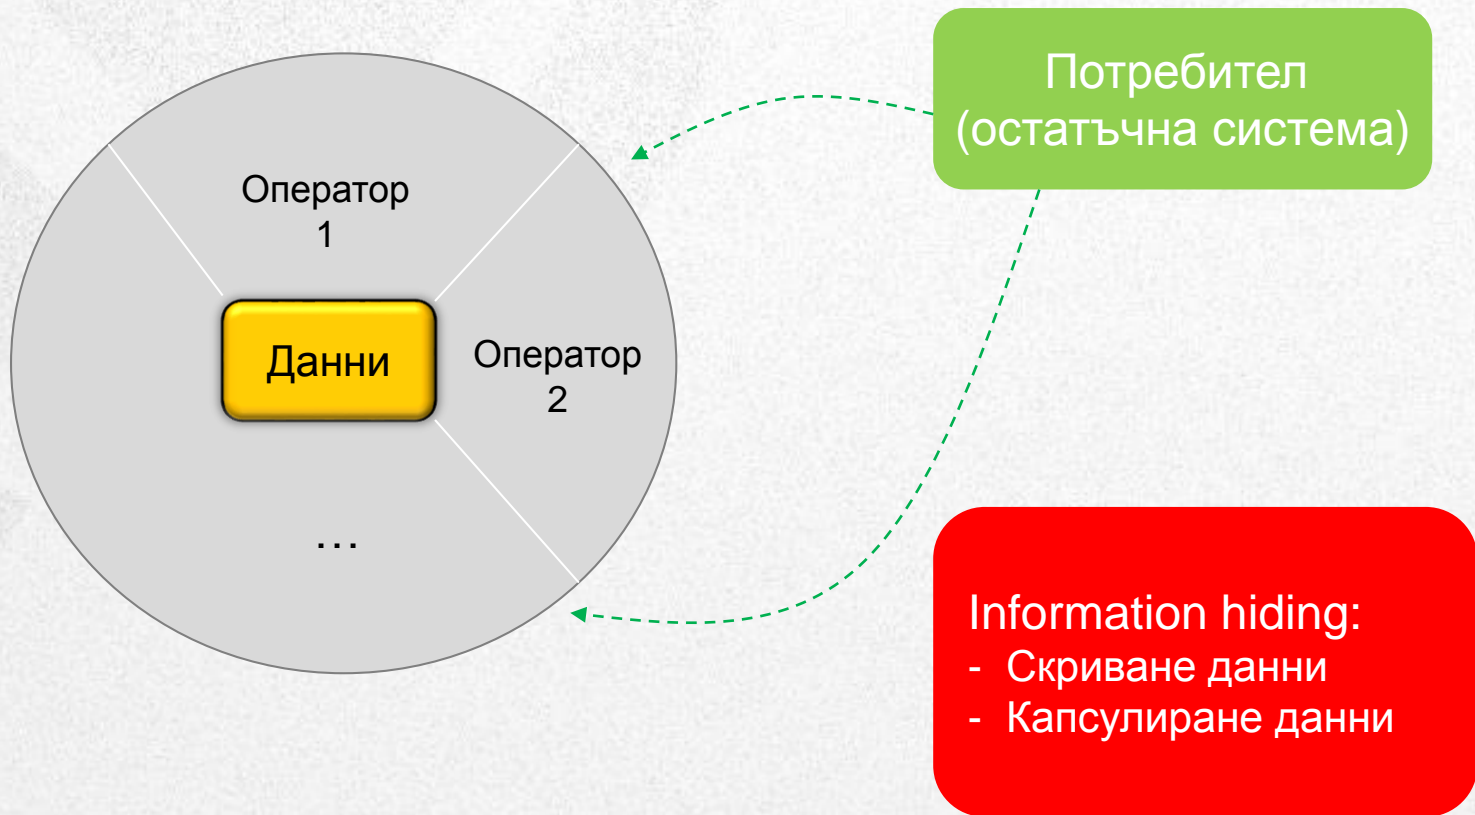 Потребител
(остатъчна система)
Оператор
1
Данни
Оператор
2
...
Information hiding:
- Скриване данни
- Капсулиране данни